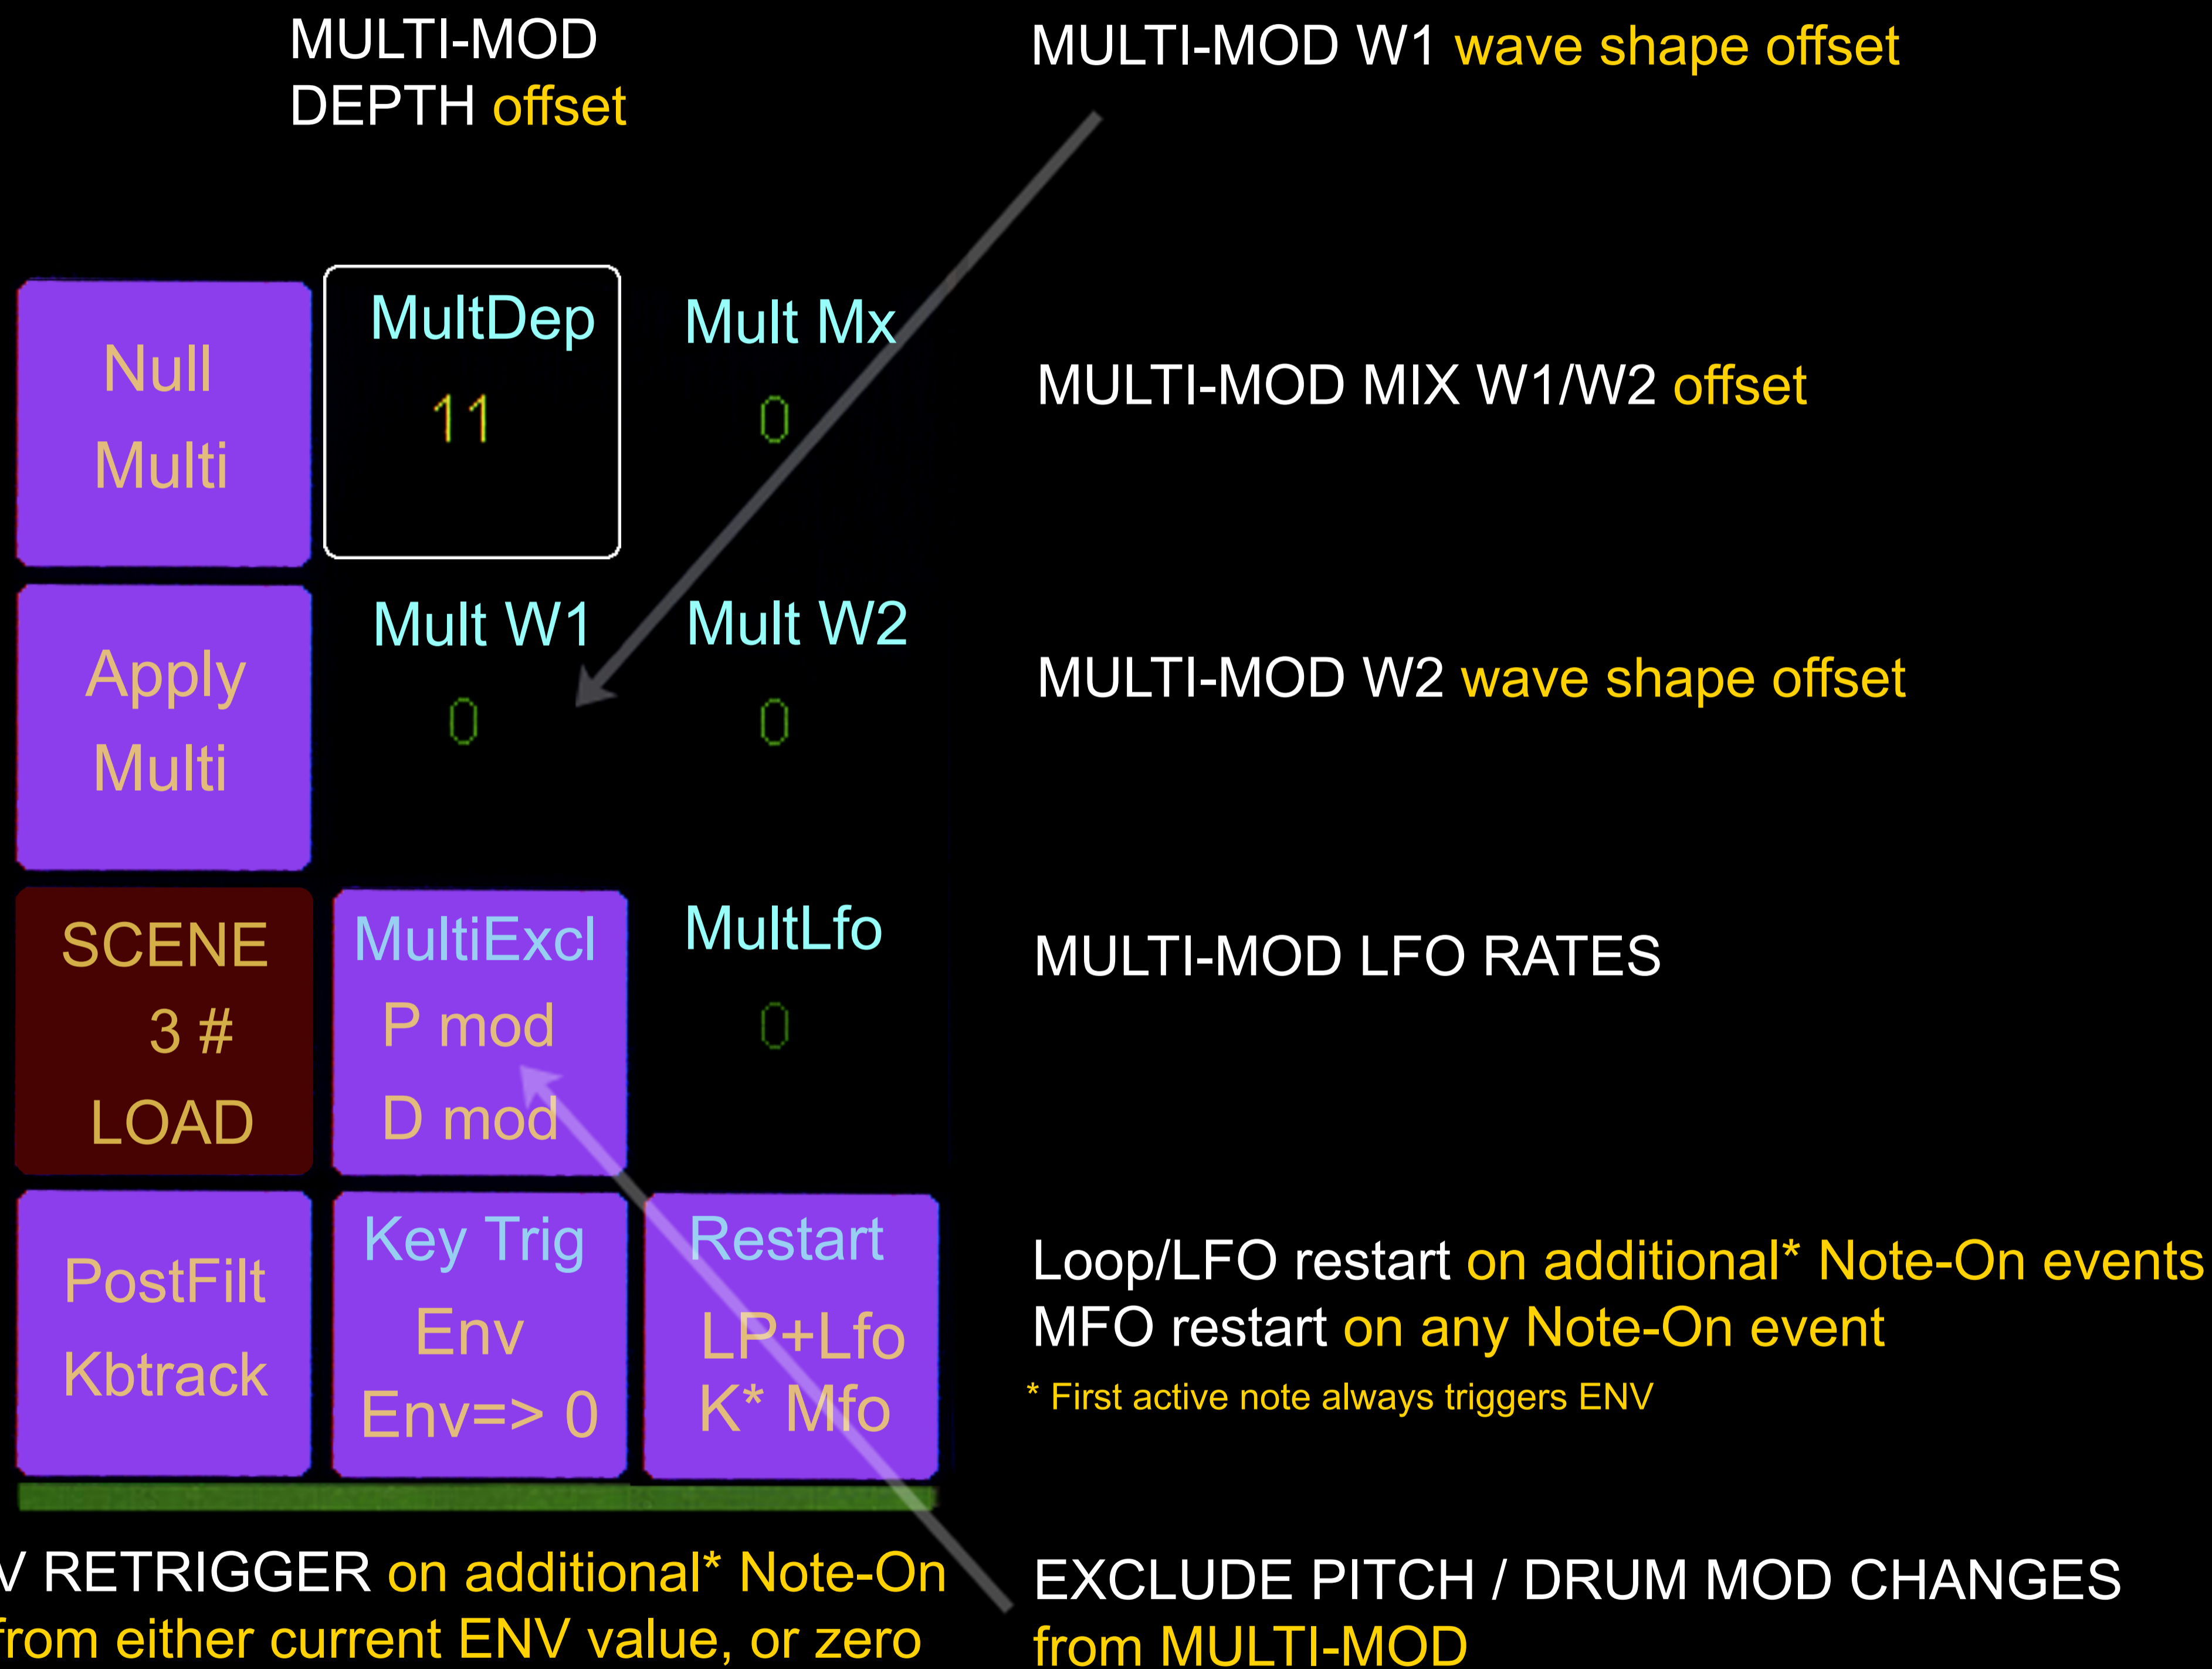 MULTI-MOD
DEPTH offset
MULTI-MOD W1 wave shape offset
Null
Multi
MultDep
11
Mult Mx
0
MULTI-MOD MIX W1/W2 offset
Apply
Multi
Mult W1
0
Mult W2
0
MULTI-MOD W2 wave shape offset
SCENE
3 #
LOAD
MultiExcl
P mod
D mod
MultLfo
0
MULTI-MOD LFO RATES
PostFilt
Kbtrack
Key Trig
Env
Env=> 0
Restart
LP+Lfo
K* Mfo
Loop/LFO restart on additional* Note-On events
MFO restart on any Note-On event
* First active note always triggers ENV
V RETRIGGER on additional* Note-On
from either current ENV value, or zero
EXCLUDE PITCH / DRUM MOD CHANGES
from MULTI-MOD